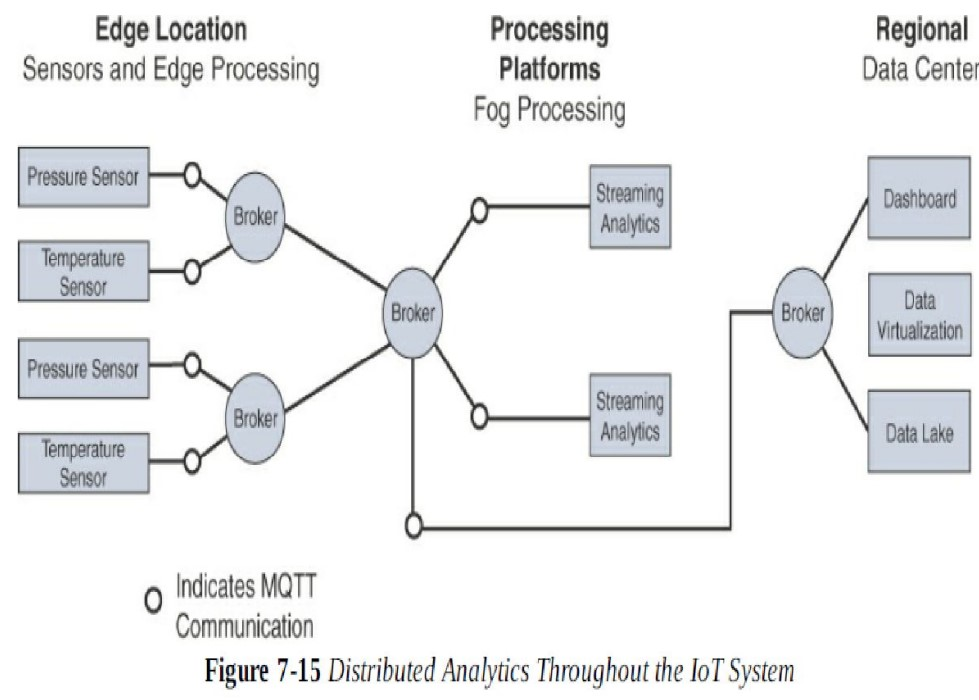 Edge Location
Sensors and Edge Processing
Processing
Platforms
Fog Processing
Regional
Data Center
Pressure Sensor
Broker
Temperature
Sensor
Pressure Sensor
Broker
Temperature
Sensor
Broker
Streaming
Analytics
Streaming
Analytics
Broker
Dashboard
Data
Virtualization
Data Lake
Indicates MQTT
Communication
Figure 7-15 Distributed Analytics Throughout the IoT System